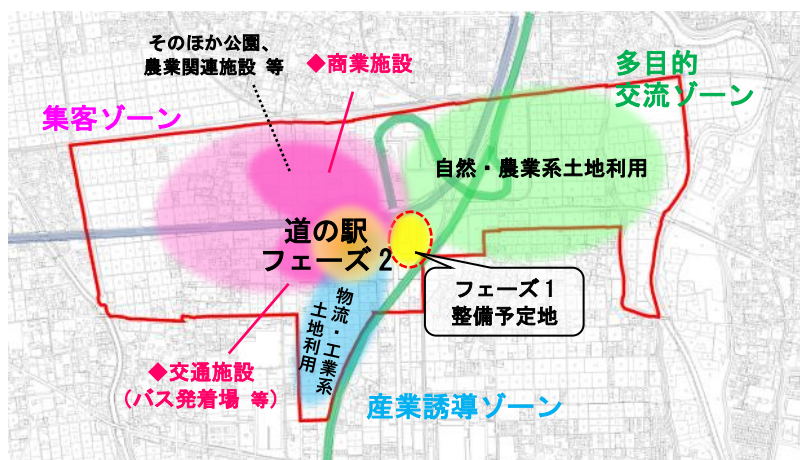 そのほか公園、
農業関連施設 等
◆商業施設
多目的
交流ゾーン
集客ゾーン
自然・農業系土地利用
道の駅
フェーズ２
フェーズ１
整備予定地
物流・工業系
土地利用
◆交通施設
（バス発着場 等）
産業誘導ゾーン